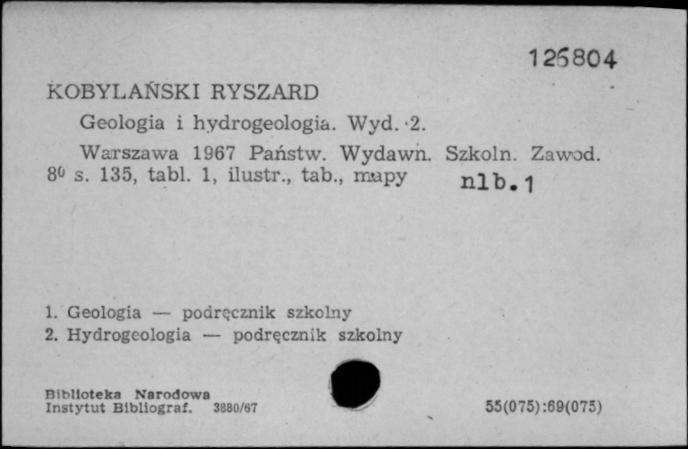 126804
KOBYLAŃSKI RYSZARD
Geologia i hydrogeologia. Wyd. 2.
Warszawa 1967 Państw. Wydawn. Szkoln. Zawod.
8⁰ s. 135, tabl. 1, ilustr., tab., mapy nlb. 1
1. Geologia — podręcznik szkolny
2. Hydrogeologia — podręcznik szkolny
Biblioteka Narodowa
Instytut Bibliograf. 3880/67 55(075):69(075)